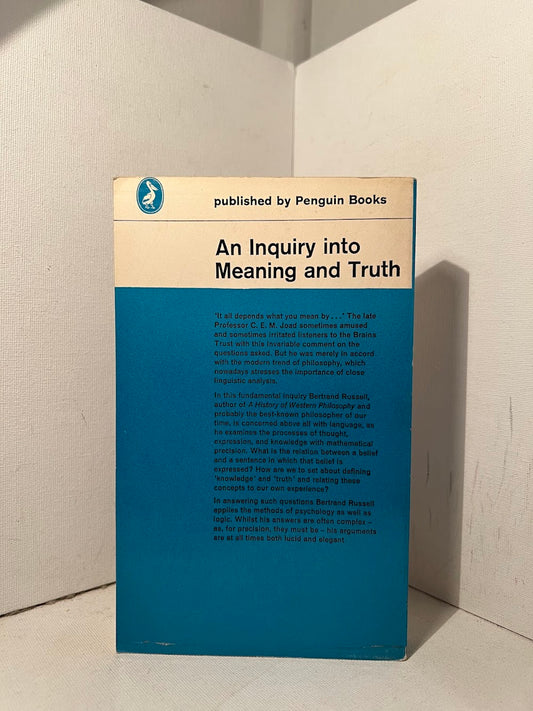 published by Penguin Books
An Inquiry into
Meaning and Truth
'It all depends what you mean by . . .' The late
Professor C. E. M. Joad sometimes amused
and sometimes irritated listeners to the Brains
Trust with this invariable comment on the
questions asked. But he was merely in accord
with the modern trend of philosophy, which
nowadays stresses the importance of close
linguistic analysis.
In this fundamental inquiry Bertrand Russell,
author of A History of Western Philosophy and
probably the best-known philosopher of our
time, is concerned above all with language, as
he examines the processes of thought,
expression, and knowledge with mathematical
precision. What is the relation between a belief
and a sentence in which that belief is
expressed? How are we to set about defining
'knowledge' and 'truth' and relating these
concepts to our own experience?
In answering such questions Bertrand Russell
applies the methods of psychology as well as
logic. Whilst his answers are often complex –
as, for precision, they must be – his arguments
are at all times both lucid and elegant